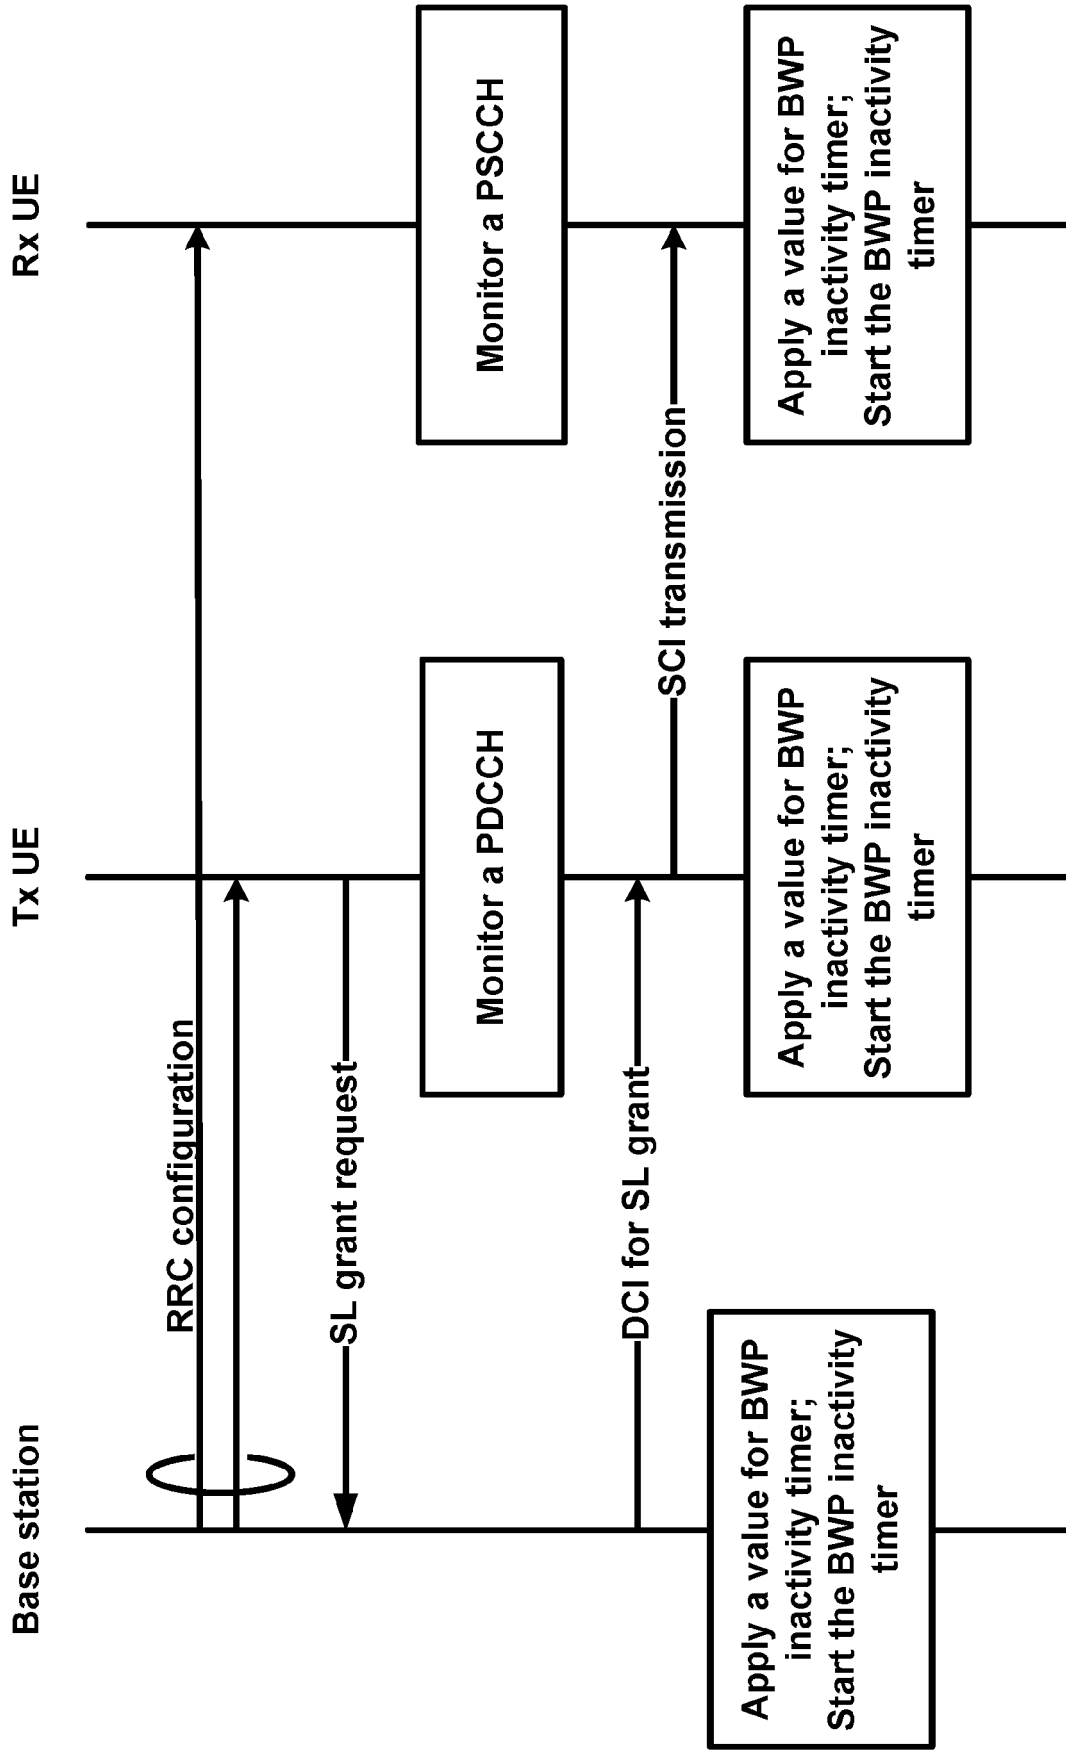 Base station
Tx UE
Rx UE
RRC configuration
SL grant request
Monitor a PDCCH
Monitor a PSCCH
DCI for SL grant
SCI transmission
Apply a value for BWP
inactivity timer;
Start the BWP inactivity
timer
Apply a value for BWP
inactivity timer;
Start the BWP inactivity
timer
Apply a value for BWP
inactivity timer;
Start the BWP inactivity
timer